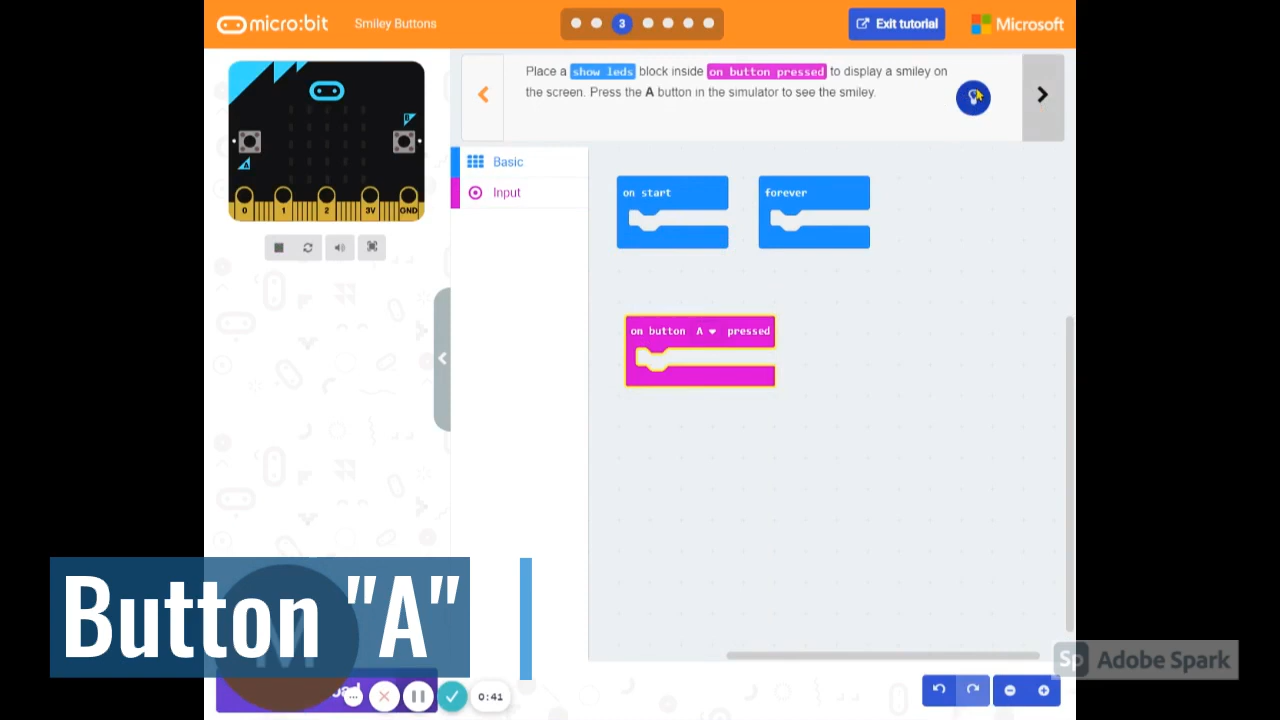 micro:bit
Smiley Buttons
3
Exit tutorial
Microsoft
Place a show leds block inside on button pressed to display a smiley on
the screen. Press the A button in the simulator to see the smiley.
B
A
0 1 2 3V GND
Basic
Input
on start
forever
on button A pressed
Button "A"
M
0:41
Sp Adobe Spark